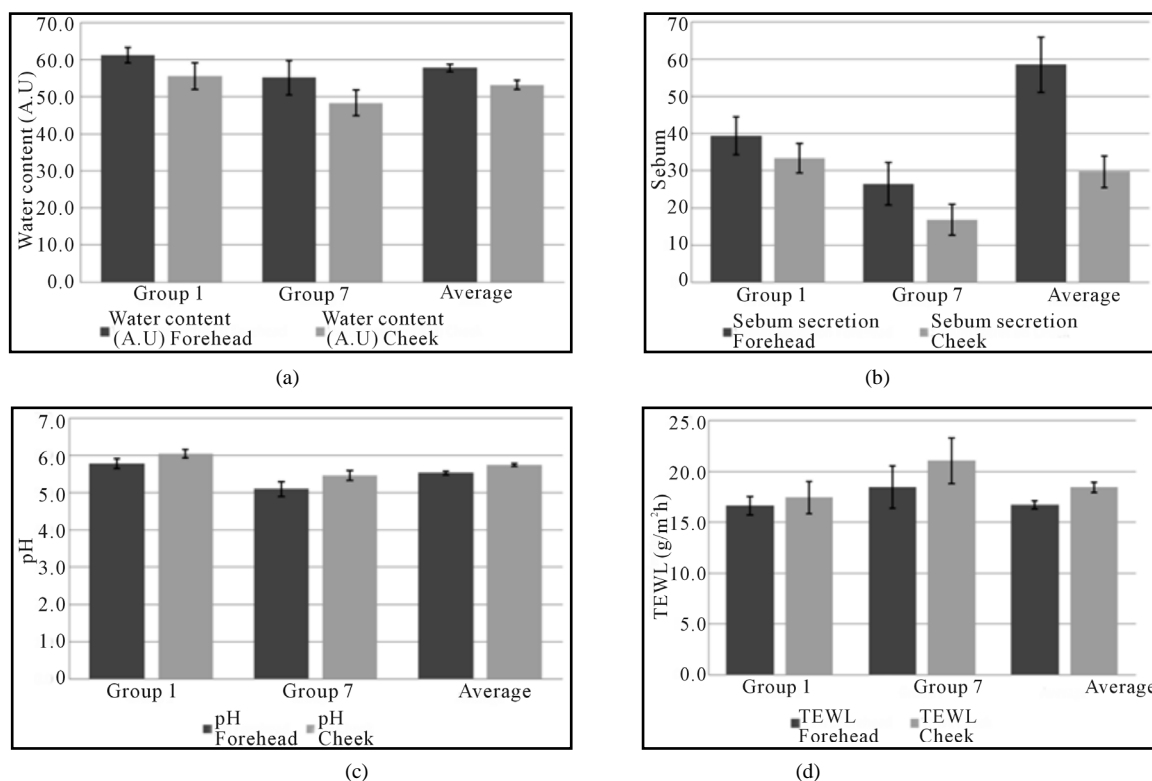 70.0
60.0
50.0
40.0
30.0
20.0
10.0
0.0
Water content (A.U)
Group 1 Group 7 Average
Water content (A.U) Forehead
Water content (A.U) Cheek
(a)
70
60
50
40
30
20
10
0
Sebum
Group 1 Group 7 Average
Sebum secretion Forehead
Sebum secretion Cheek
(b)
7.0
6.0
5.0
4.0
3.0
2.0
1.0
0
pH
Group 1 Group 7 Average
pH Forehead
pH Cheek
(c)
25.0
20.0
15.0
10.0
5.0
0.0
TEWL (g/m²h)
Group 1 Group 7 Average
TEWL Forehead
TEWL Cheek
(d)